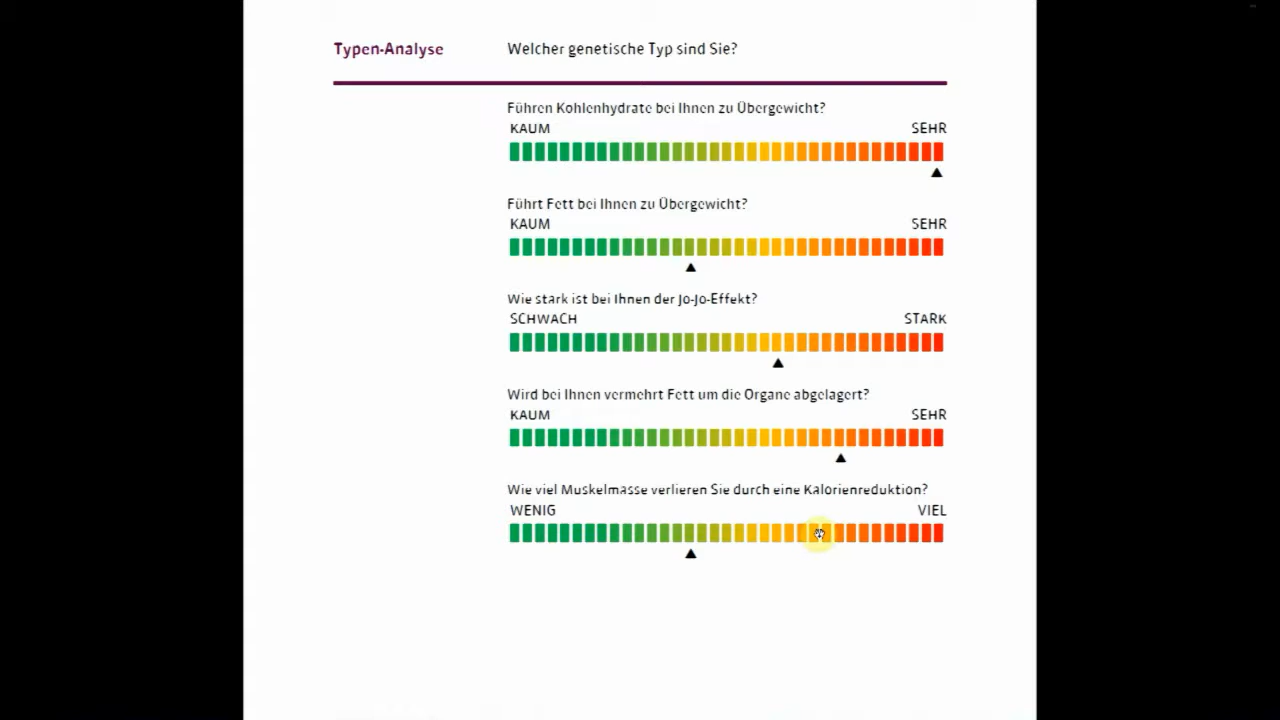 Typen-Analyse Welcher genetische Typ sind Sie?
Führen Kohlenhydrate bei Ihnen zu Übergewicht?
KAUM SEHR
Führt Fett bei Ihnen zu Übergewicht?
KAUM SEHR
Wie stark ist bei Ihnen der Jo-Jo-Effekt?
SCHWACH STARK
Wird bei Ihnen vermehrt Fett um die Organe abgelagert?
KAUM SEHR
Wie viel Muskelmasse verlieren Sie durch eine Kalorienreduktion?
WENIG VIEL